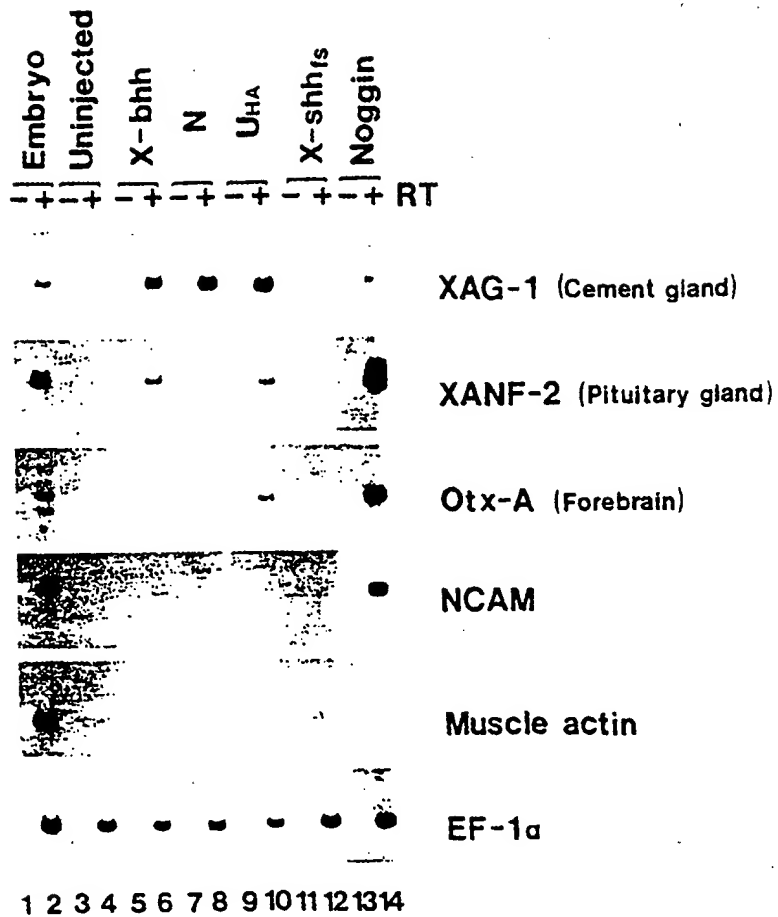 Embryo Uninjected X-bhh N UHA X-shhfs Noggin
- + - + - + - + - + - + - + RT
XAG-1 (Cement gland)
XANF-2 (Pituitary gland)
Otx-A (Forebrain)
NCAM
Muscle actin
EF-1α
1 2 3 4 5 6 7 8 9 10 11 12 13 14